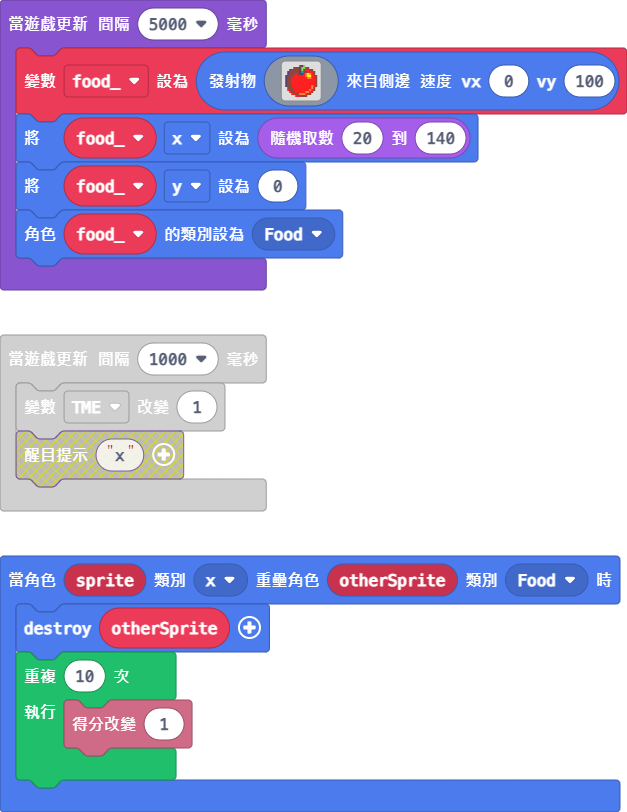 當遊戲更新 間隔 5000 毫秒
變數 food_ 設為 發射物 來自側邊 速度 vx 0 vy 100
將 food_ x 設為 隨機取數 20 到 140
將 food_ y 設為 0
角色 food_ 的類別設為 Food
當遊戲更新 間隔 1000 毫秒
變數 TME 改變 1
醒目提示 "x"
當角色 sprite 類別 x 重疊角色 otherSprite 類別 Food 時
destroy otherSprite
重複 10 次
執行 得分改變 1